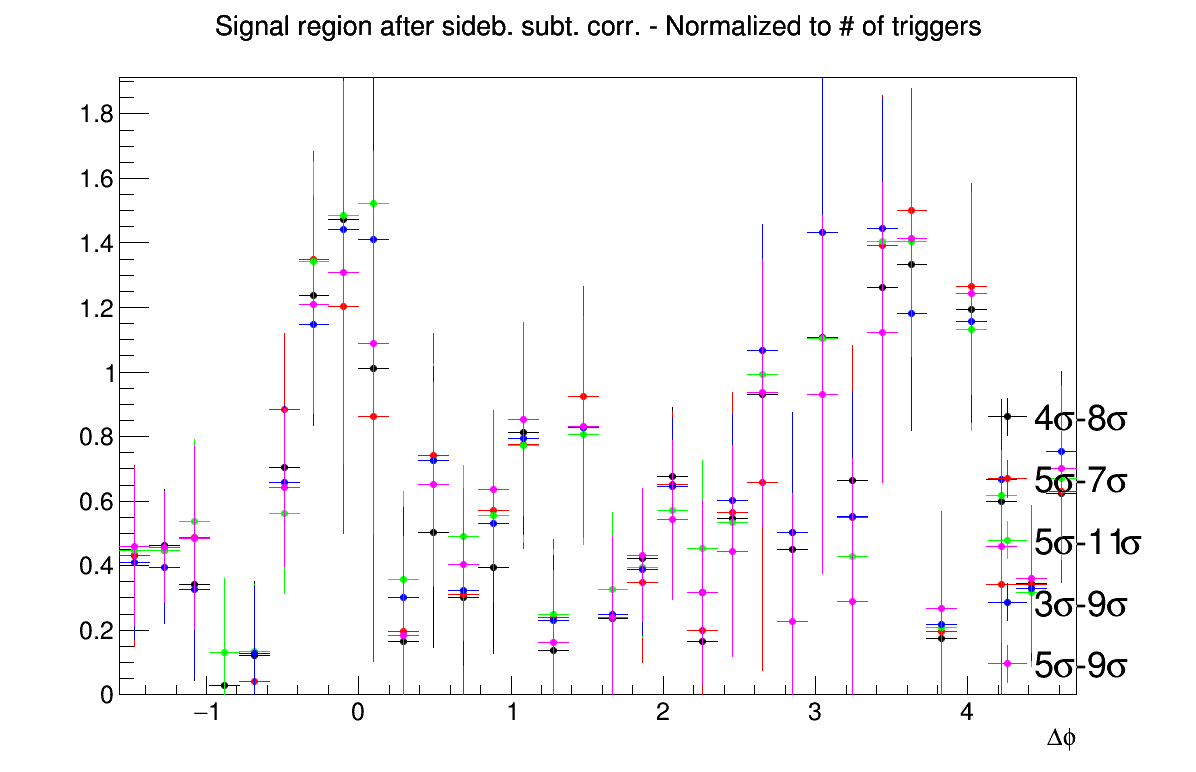 Signal region after sideb. subt. corr. - Normalized to # of triggers
1.8
1.6
1.4
1.2
1
0.8
0.6
0.4
0.2
0
4σ-8σ
5σ-7σ
5σ-11σ
3σ-9σ
5σ-9σ
−1 0 1 2 3 4
Δϕ